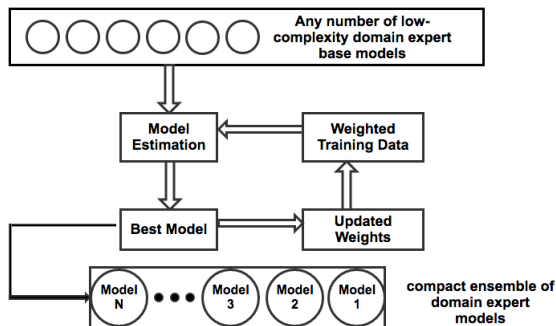 Any number of low-
complexity domain expert
base models
Model
Estimation
Weighted
Training Data
Best Model
Updated
Weights
Model
N
Model
3
Model
2
Model
1
compact ensemble of
domain expert
models